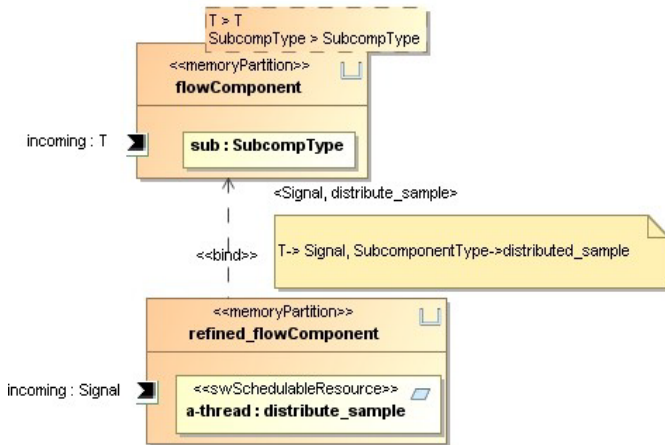 T > T
SubcompType > SubcompType
<<memoryPartition>>
flowComponent
incoming : T
sub : SubcompType
<Signal, distribute_sample>
T-> Signal, SubcomponentType->distributed_sample
<<bind>>
<<memoryPartition>>
refined_flowComponent
incoming : Signal
<<swSchedulableResource>>
a-thread : distribute_sample